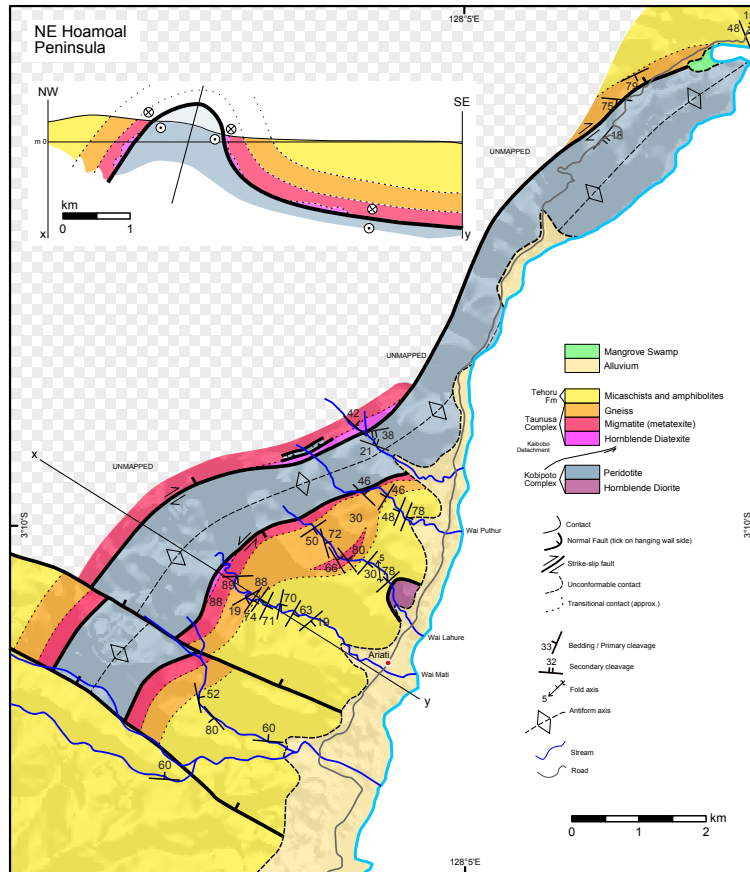 128°5'E
NE Hoamoal
Peninsula
NW
SE
m 0
km
0
1
x
y
48
79
75
18
UNMAPPED
UNMAPPED
UNMAPPED
Mangrove Swamp
Alluvium
Tehoru
Fm
Micaschists and amphibolites
Taunusa
Complex
Gneiss
Migmatite (metatexite)
Hornblende Diatexite
Kaibobo
Detachment
Kobipoto
Complex
Peridotite
Hornblende Diorite
Contact
Normal Fault (tick on hanging wall side)
Strike-slip fault
Unconformable contact
Transitional contact (approx.)
33
Bedding / Primary cleavage
32
Secondary cleavage
5
Fold axis
Antiform axis
Stream
Road
km
0
1
2
42
38
21
x
46
46
30
48
78
50
72
Wai Puthur
3°10'S
3°10'S
80
66
30
5
78
89
88
88
19
74
71
70
63
19
Wai Lahure
Ariati
Wai Mati
y
52
80
60
60
128°5'E